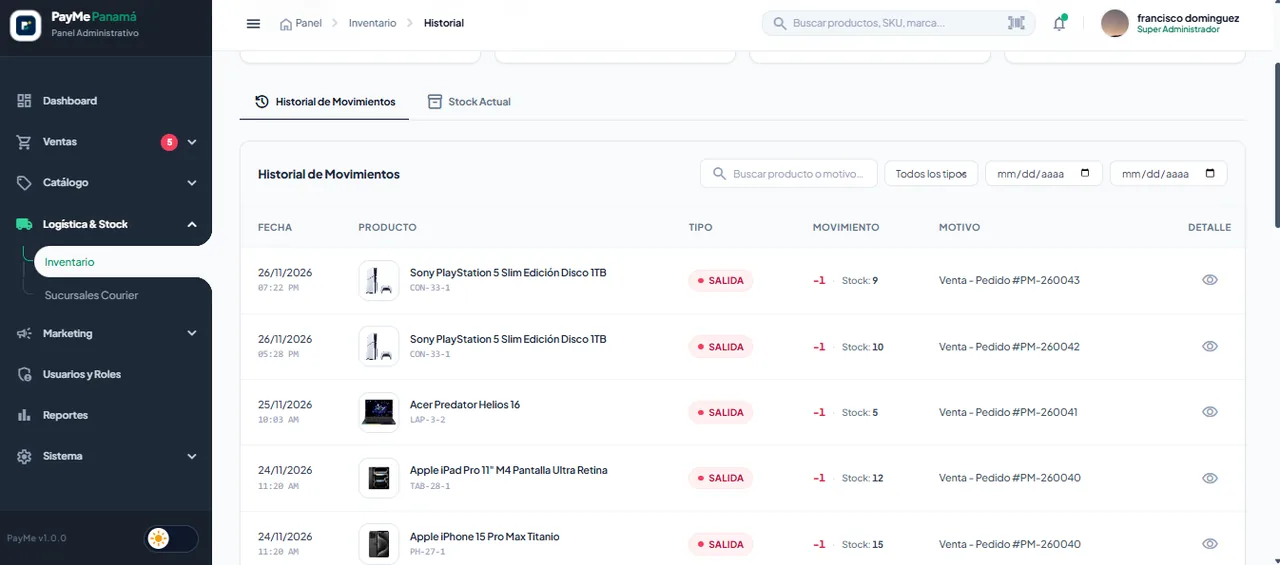 PayMe Panamá
Panel Administrativo
Panel
Inventario
Historial
Buscar productos, SKU, marca...
francisco dominguez
Super Administrador
Dashboard
Ventas
5
Catálogo
Logística & Stock
Inventario
Sucursales Courier
Marketing
Usuarios y Roles
Reportes
Sistema
PayMe v1.0.0
Historial de Movimientos
Stock Actual
Historial de Movimientos
Buscar producto o motivo...
Todos los tipos
mm/dd/aaaa
mm/dd/aaaa
FECHA PRODUCTO TIPO MOVIMIENTO MOTIVO DETALLE
26/11/2026 Sony PlayStation 5 Slim Edición Disco 1TB SALIDA -1 · Stock: 9 Venta - Pedido #PM-260043
07:22 PM CON-33-1
26/11/2026 Sony PlayStation 5 Slim Edición Disco 1TB SALIDA -1 · Stock: 10 Venta - Pedido #PM-260042
05:28 PM CON-33-1
25/11/2026 Acer Predator Helios 16 SALIDA -1 · Stock: 5 Venta - Pedido #PM-260041
10:03 AM LAP-3-2
24/11/2026 Apple iPad Pro 11" M4 Pantalla Ultra Retina SALIDA -1 · Stock: 12 Venta - Pedido #PM-260040
11:20 AM TAB-28-1
24/11/2026 Apple iPhone 15 Pro Max Titanio SALIDA -1 · Stock: 15 Venta - Pedido #PM-260040
11:20 AM PH-27-1